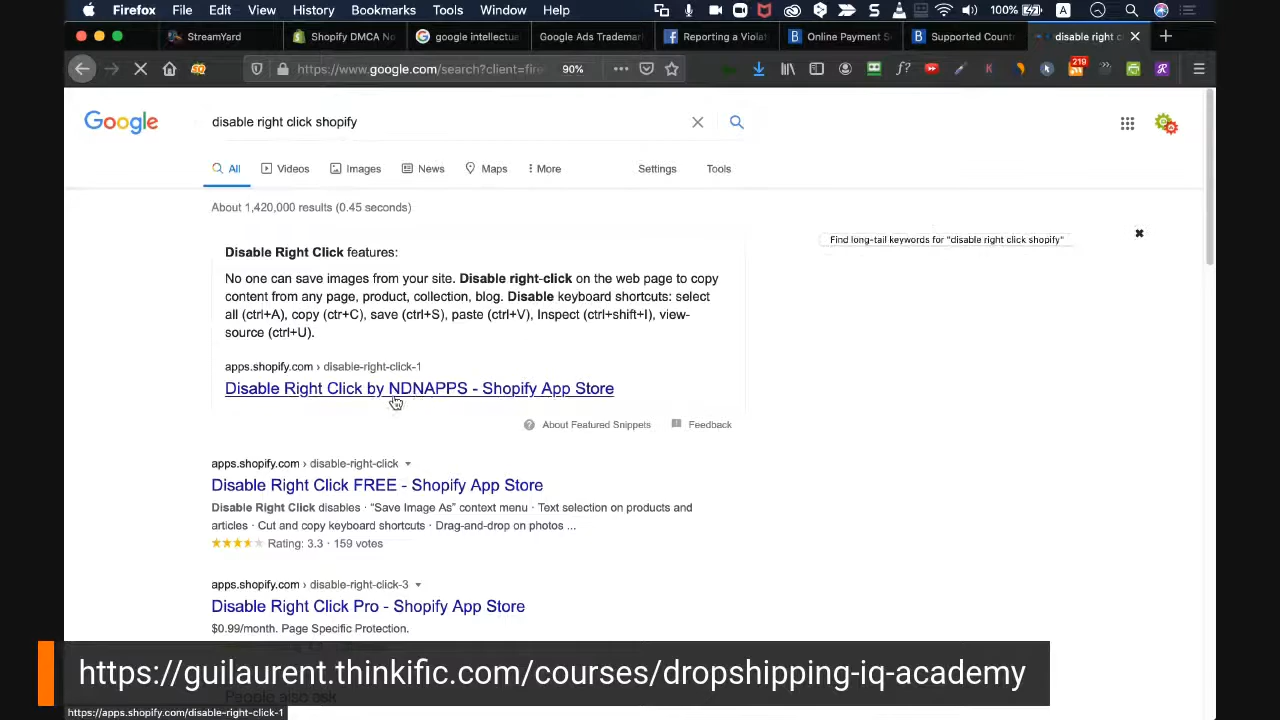 Firefox File Edit View History Bookmarks Tools Window Help 100%
StreamYard Shopify DMCA No google intellectua Google Ads Trademar Reporting a Violat Online Payment S Supported Count disable right c
https://www.google.com/search?client=fire 90% 219
Google disable right click shopify
All Videos Images News Maps More Settings Tools
About 1,420,000 results (0.45 seconds)
Find long-tail keywords for "disable right click shopify"
Disable Right Click features:
No one can save images from your site. Disable right-click on the web page to copy
content from any page, product, collection, blog. Disable keyboard shortcuts: select
all (ctrl+A), copy (ctr+C), save (ctrl+S), paste (ctrl+V), Inspect (ctrl+shift+I), view-
source (ctrl+U).
apps.shopify.com › disable-right-click-1
Disable Right Click by NDNAPPS - Shopify App Store
About Featured Snippets Feedback
apps.shopify.com › disable-right-click
Disable Right Click FREE - Shopify App Store
Disable Right Click disables · “Save Image As” context menu · Text selection on products and
articles · Cut and copy keyboard shortcuts · Drag-and-drop on photos ...
Rating: 3.3 · 159 votes
apps.shopify.com › disable-right-click-3
Disable Right Click Pro - Shopify App Store
$0.99/month. Page Specific Protection.
https://guilaurent.thinkific.com/courses/dropshipping-iq-academy
People also ask
https://apps.shopify.com/disable-right-click-1